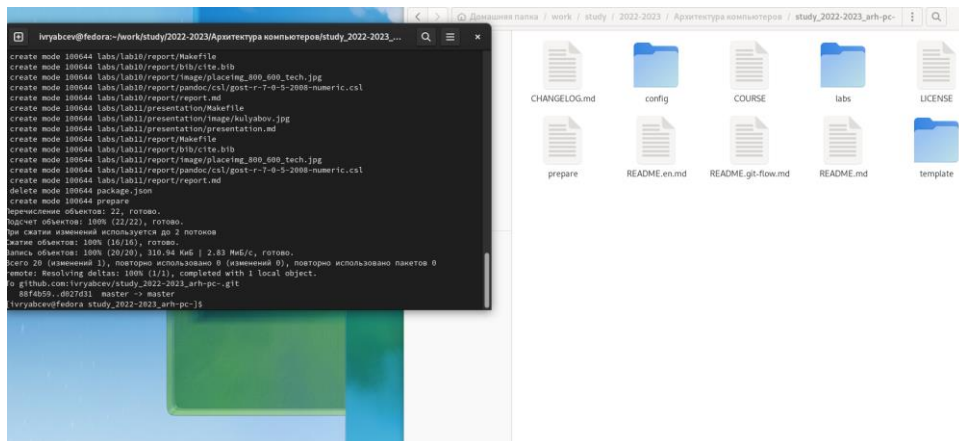 ivryabcev@fedora:~/work/study/2022-2023/Архитектура компьютеров/study_2022-2023_...
create mode 100644 labs/lab10/report/Makefile
create mode 100644 labs/lab10/report/bib/cite.bib
create mode 100644 labs/lab10/report/image/placeimg_800_600_tech.jpg
create mode 100644 labs/lab10/report/pandoc/csl/gost-r-7-0-5-2008-numeric.csl
create mode 100644 labs/lab10/report/report.md
create mode 100644 labs/lab11/presentation/Makefile
create mode 100644 labs/lab11/presentation/image/kulyabov.jpg
create mode 100644 labs/lab11/presentation/presentation.md
create mode 100644 labs/lab11/report/Makefile
create mode 100644 labs/lab11/report/bib/cite.bib
create mode 100644 labs/lab11/report/image/placeimg_800_600_tech.jpg
create mode 100644 labs/lab11/report/pandoc/csl/gost-r-7-0-5-2008-numeric.csl
create mode 100644 labs/lab11/report/report.md
delete mode 100644 package.json
create mode 100644 prepare
Перечисление объектов: 22, готово.
Подсчет объектов: 100% (22/22), готово.
При сжатии изменений используется до 2 потоков
Сжатие объектов: 100% (16/16), готово.
Запись объектов: 100% (20/20), 310.94 КиБ | 2.83 МиБ/с, готово.
Всего 20 (изменений 1), повторно использовано 0 (изменений 0), повторно использовано пакетов 0
remote: Resolving deltas: 100% (1/1), completed with 1 local object.
To github.com:ivryabcev/study_2022-2023_arh-pc-.git
88f4b59..d027d31 master -> master
[ivryabcev@fedora study_2022-2023_arh-pc-]$
Домашняя папка / work / study / 2022-2023 / Архитектура компьютеров / study_2022-2023_arh-pc-
CHANGELOG.md config COURSE labs LICENSE
prepare README.en.md README.git-flow.md README.md template